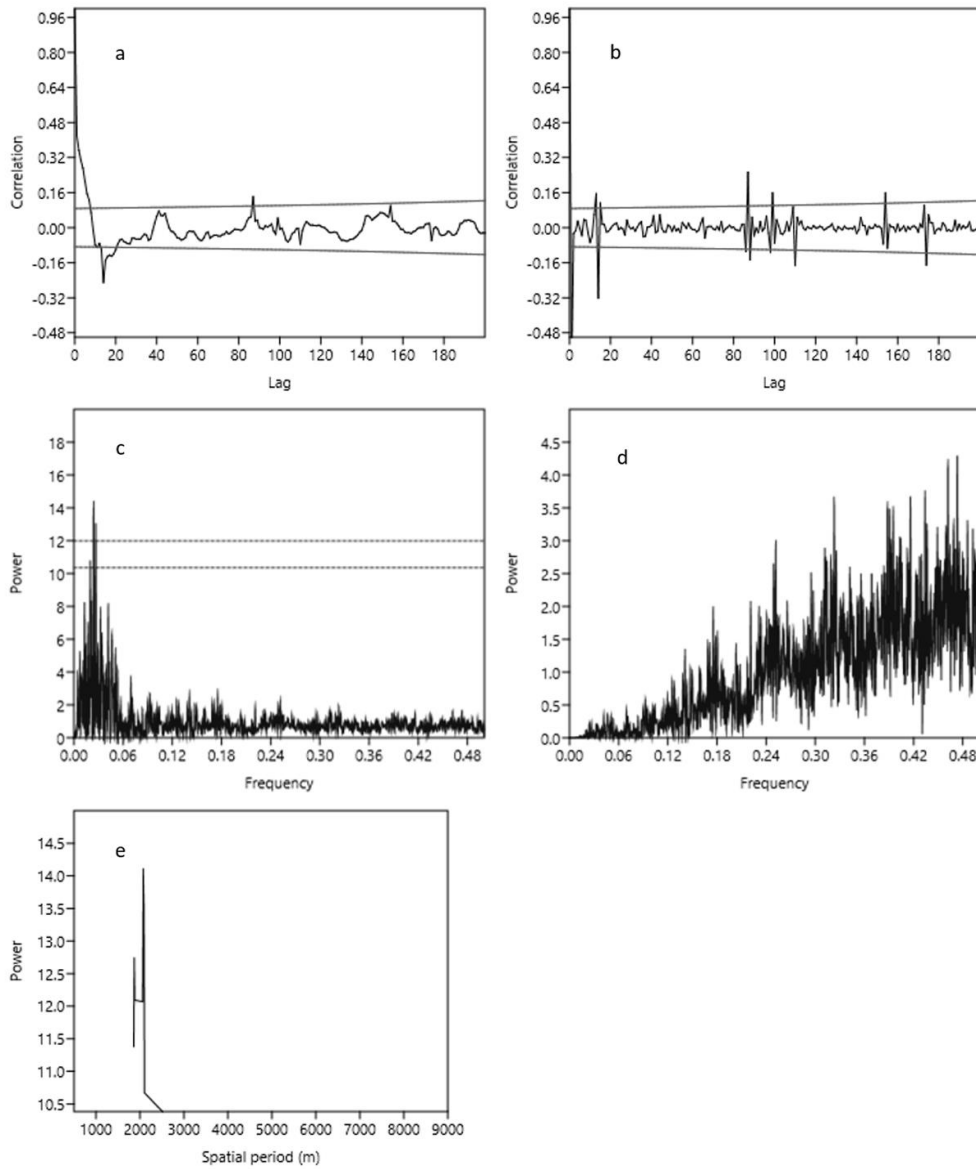 a
0.96
0.80
0.64
0.48
0.32
0.16
0.00
-0.16
-0.32
-0.48
Correlation
0 20 40 60 80 100 120 140 160 180
Lag
b
0.96
0.80
0.64
0.48
0.32
0.16
0.00
-0.16
-0.32
-0.48
Correlation
0 20 40 60 80 100 120 140 160 180
Lag
c
18
16
14
12
10
8
6
4
2
0
Power
0.00 0.06 0.12 0.18 0.24 0.30 0.36 0.42 0.48
Frequency
d
4.5
4.0
3.5
3.0
2.5
2.0
1.5
1.0
0.5
0.0
Power
0.00 0.06 0.12 0.18 0.24 0.30 0.36 0.42 0.48
Frequency
e
14.5
14.0
13.5
13.0
12.5
12.0
11.5
11.0
10.5
Power
1000 2000 3000 4000 5000 6000 7000 8000 9000
Spatial period (m)